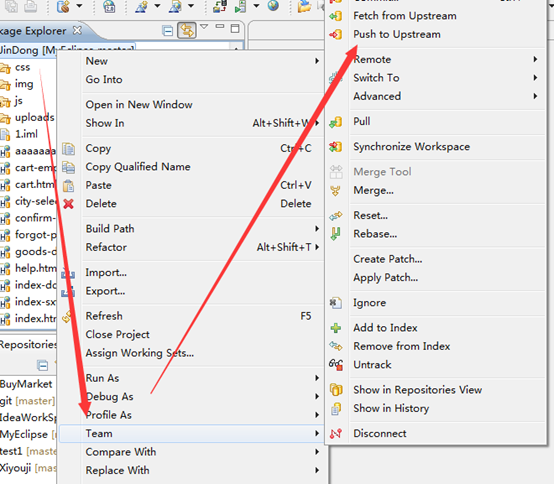 ckage Explorer
JinDong [MyEclipse master]
css
img
js
uploads
1.iml
aaaaaaa
cart-emp
cart.htm
city-selec
confirm-
forgot-p
goods-d
help.htm
index-do
index-sx
index.htm
Repositories
BuyMarket
git [master]
IdeaWorkSp
MyEclipse
test1 [maste
Xiyouji
New
Go Into
Open in New Window
Show In Alt+Shift+W
Copy Ctrl+C
Copy Qualified Name
Paste Ctrl+V
Delete Delete
Build Path
Refactor Alt+Shift+T
Import...
Export...
Refresh F5
Close Project
Assign Working Sets...
Run As
Debug As
Profile As
Team
Compare With
Replace With
Fetch from Upstream
Push to Upstream
Remote
Switch To
Advanced
Pull
Synchronize Workspace
Merge Tool
Merge...
Reset...
Rebase...
Create Patch...
Apply Patch...
Ignore
Add to Index
Remove from Index
Untrack
Show in Repositories View
Show in History
Disconnect